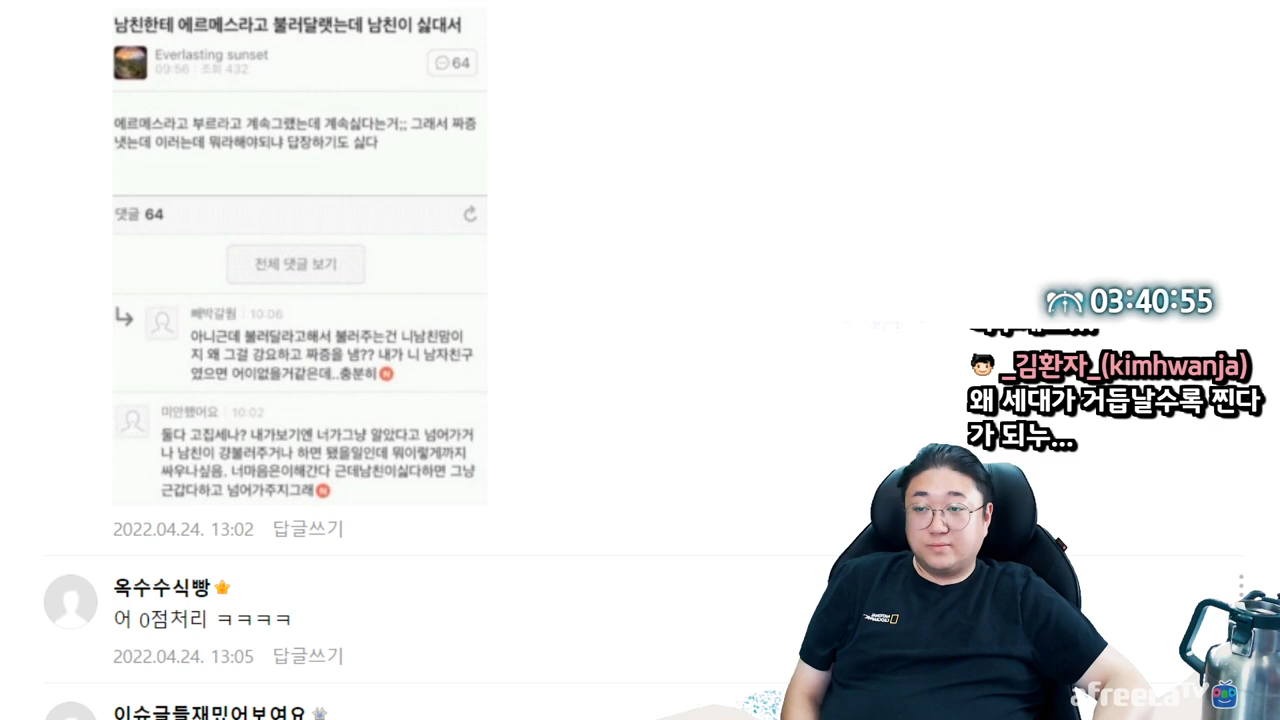 남친한테 에르메스라고 불러달랫는데 남친이 싫대서
Everlasting sunset
09:56 조회 432
64
에르메스라고 부르라고 계속그랬는데 계속싫다는거;; 그래서 짜증
냇는데 이러는데 뭐라해야되냐 답장하기도 싫다
댓글 64
전체 댓글 보기
빼박갈뭠 10:06
아니근데 불러달라고해서 불러주는건 니남친맘이
지 왜 그걸 강요하고 짜증을 냄?? 내가 니 남자친구
였으면 어이없을거같은데..충분히 N
미안했어요 10:02
둘다 고집세나? 내가보기엔 너가그냥 알았다고 넘어가거
나 남친이 걍불러주거나 하면 됐을일인데 뭐이렇게까지
싸우나싶음. 너마음은이해간다 근데남친이싫다하면 그냥
근갑다하고 넘어가주지그래 N
2022.04.24. 13:02 답글쓰기
옥수수식빵
어 0점처리 ㅋㅋㅋㅋ
2022.04.24. 13:05 답글쓰기
이슈글들재밌어보여요
03:40:55
_김환자_(kimhwanja)
왜 세대가 거듭날수록 찐다
가 되누...
NATIONAL
GEOGRAPHIC
afreecaTV